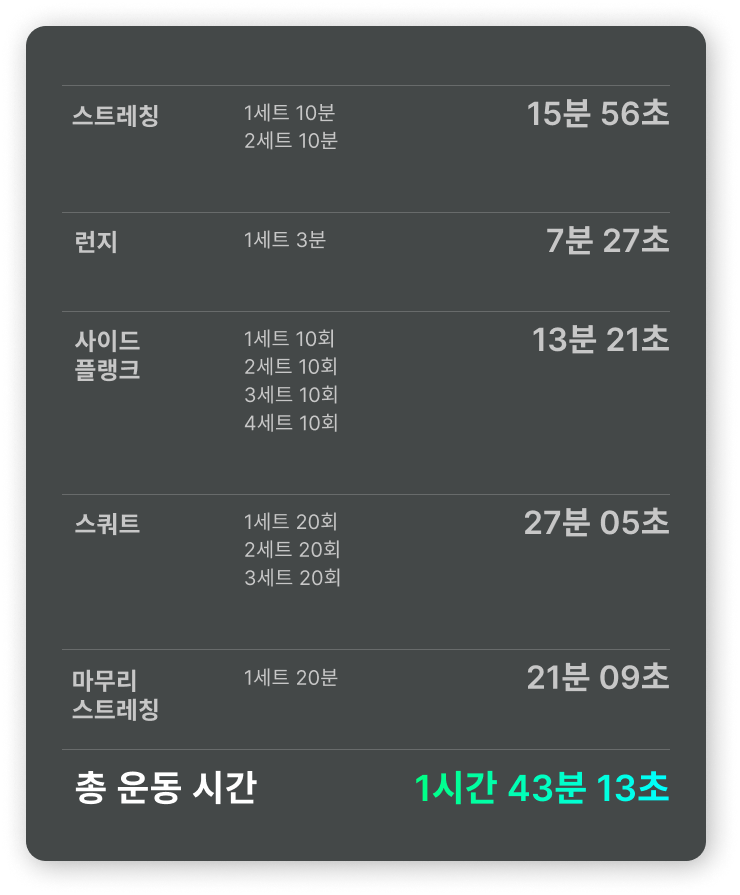 스트레칭 1세트 10분 15분 56초
2세트 10분
런지 1세트 3분 7분 27초
사이드 1세트 10회 13분 21초
플랭크 2세트 10회
3세트 10회
4세트 10회
스쿼트 1세트 20회 27분 05초
2세트 20회
3세트 20회
마무리 1세트 20분 21분 09초
스트레칭
총 운동 시간 1시간 43분 13초